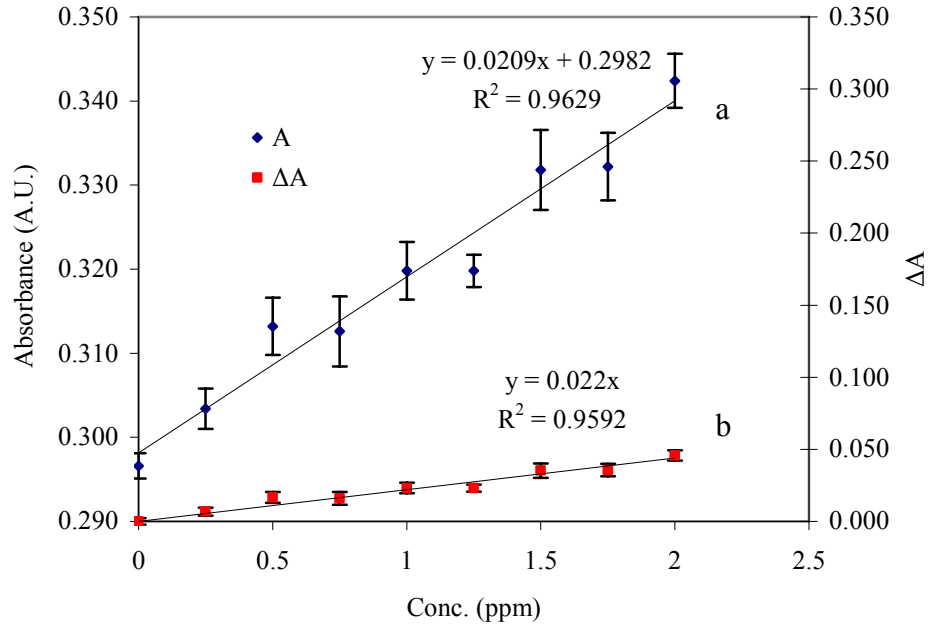 0.350
0.340
0.330
0.320
0.310
0.300
0.290
Absorbance (A.U.)
y = 0.0209x + 0.2982
R² = 0.9629
a
A
ΔA
y = 0.022x
R² = 0.9592
b
0.350
0.300
0.250
0.200
0.150
0.100
0.050
0.000
ΔA
0 0.5 1.0 1.5 2 2.5
Conc. (ppm)